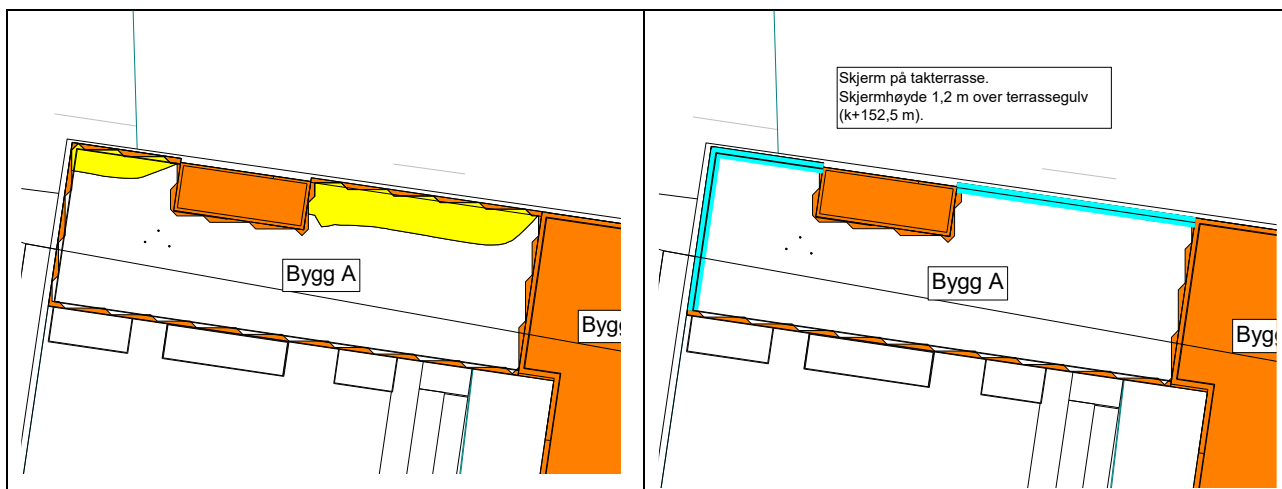 Bygg A
Bygg
Skjerm på takterrasse.
Skjermhøyde 1,2 m over terrassegulv
(k+152,5 m).
Bygg A
Bygg